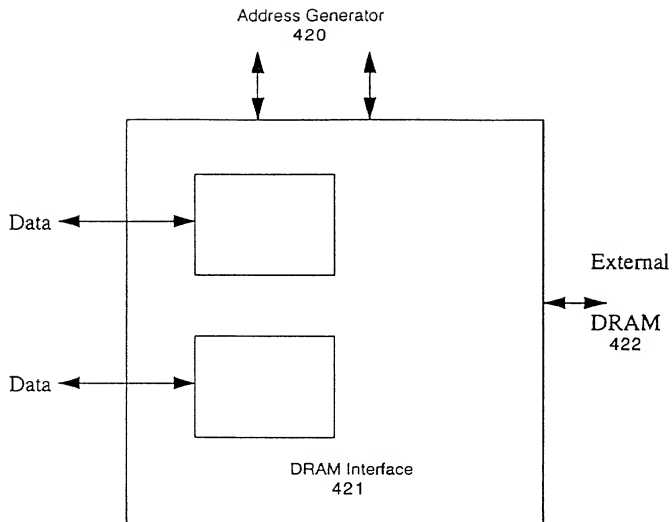 Address Generator
420
Data
External
DRAM
422
Data
DRAM Interface
421